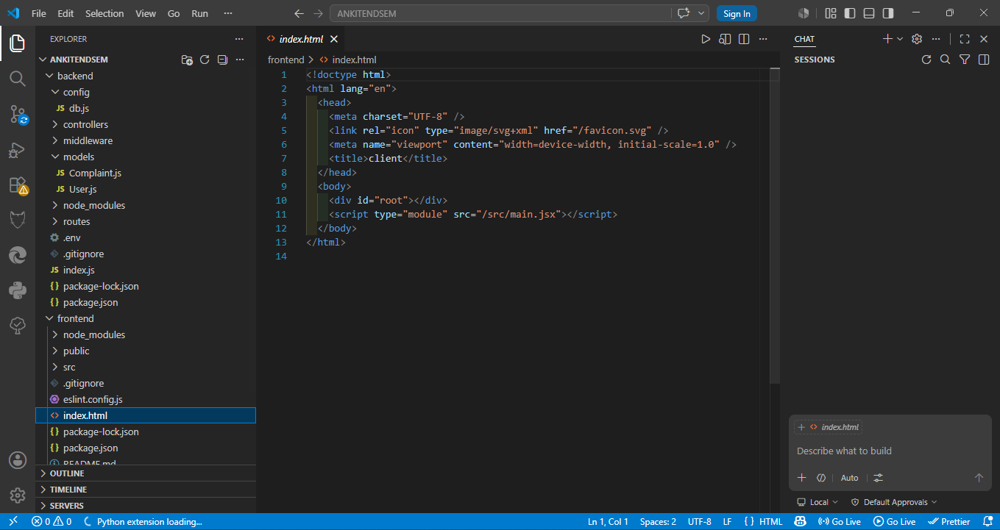 File Edit Selection View Go Run ···
ANKITENDSEM
Sign In
EXPLORER ···
ANKITENDSEM
backend
config
JS db.js
controllers
middleware
models
JS Complaint.js
JS User.js
node_modules
routes
.env
.gitignore
JS index.js
{} package-lock.json
{} package.json
frontend
node_modules
public
src
.gitignore
eslint.config.js
<> index.html
{} package-lock.json
{} package.json
README.md
OUTLINE
TIMELINE
SERVERS
<> index.html
frontend > <> index.html
1 <!doctype html>
2 <html lang="en">
3 <head>
4 <meta charset="UTF-8" />
5 <link rel="icon" type="image/svg+xml" href="/favicon.svg" />
6 <meta name="viewport" content="width=device-width, initial-scale=1.0" />
7 <title>client</title>
8 </head>
9 <body>
10 <div id="root"></div>
11 <script type="module" src="/src/main.jsx"></script>
12 </body>
13 </html>
14
CHAT
SESSIONS
+ <> index.html
Describe what to build
Auto
Local
Default Approvals
0 0 Python extension loading...
Ln 1, Col 1 Spaces: 2 UTF-8 LF {} HTML Go Live Go Live Prettier